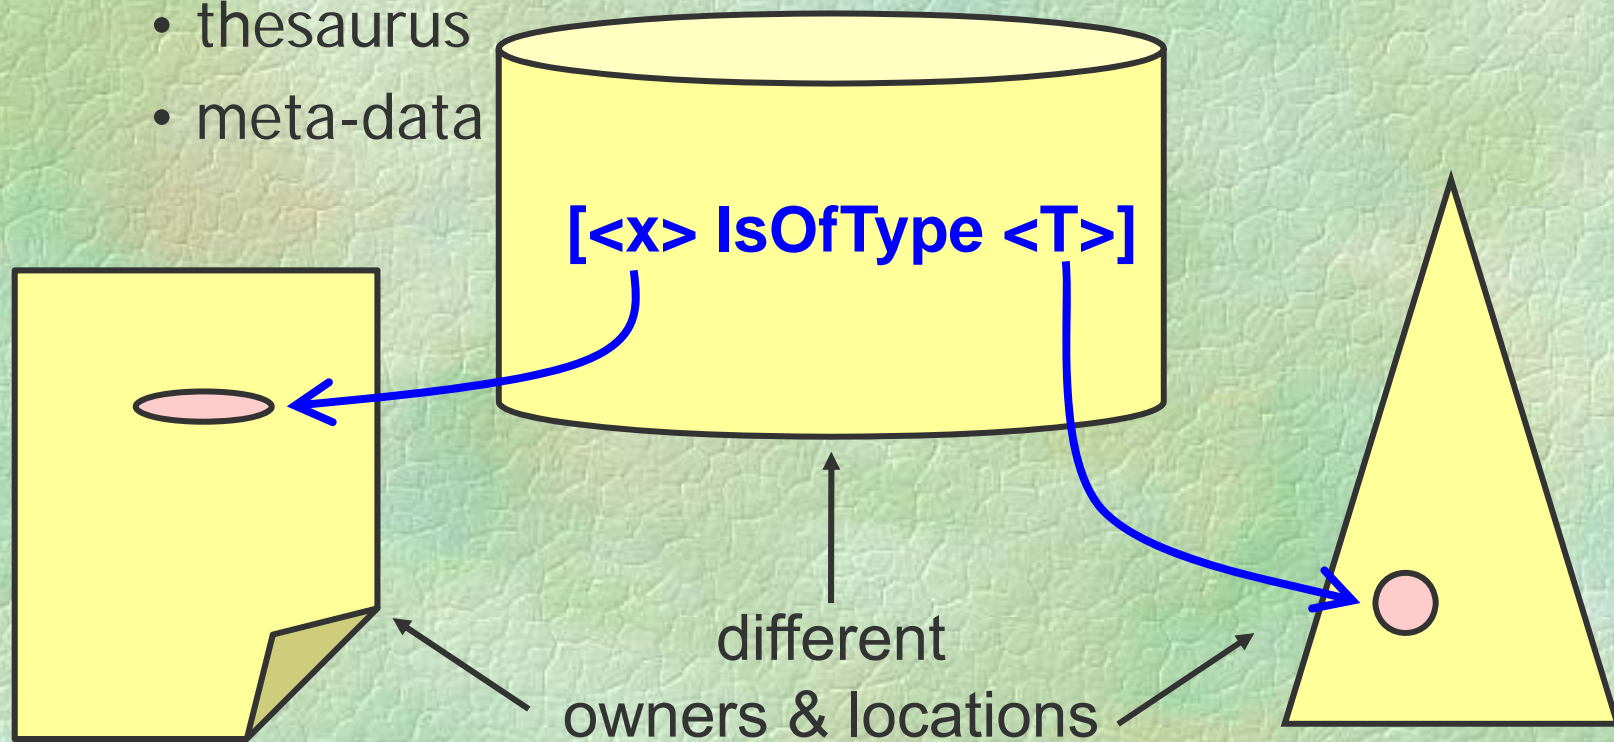 • thesaurus
• meta-data
[<x> IsOfType <T>]
different
owners & locations